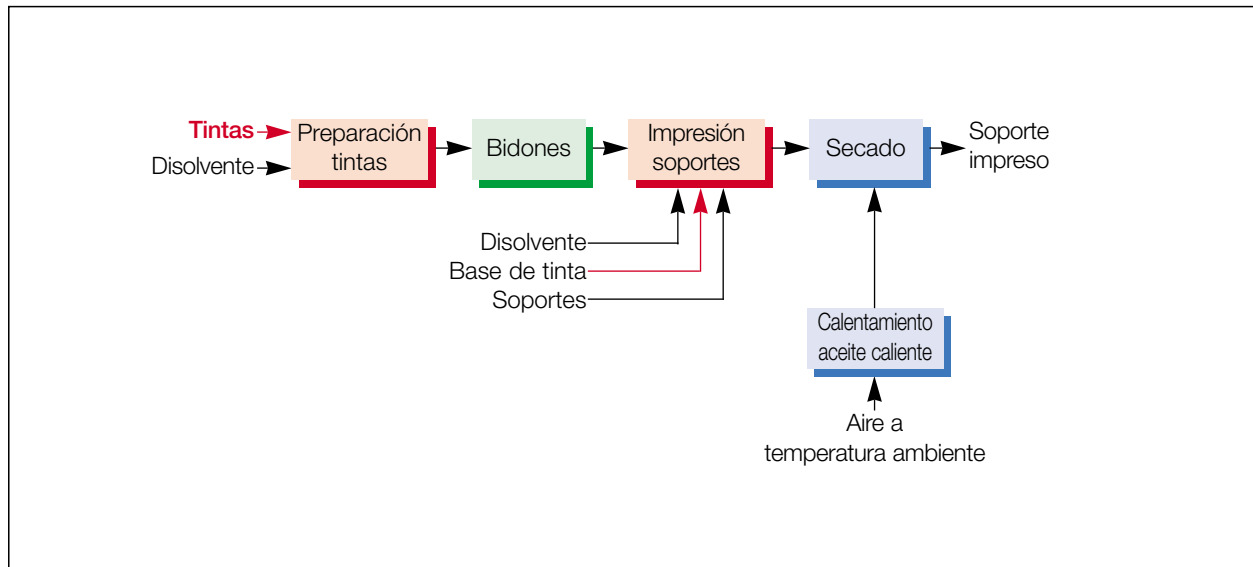 Tintas
Disolvente
Preparación
tintas
Bidones
Impresión
soportes
Secado
Soporte
impreso
Disolvente
Base de tinta
Soportes
Calentamiento
aceite caliente
Aire a
temperatura ambiente